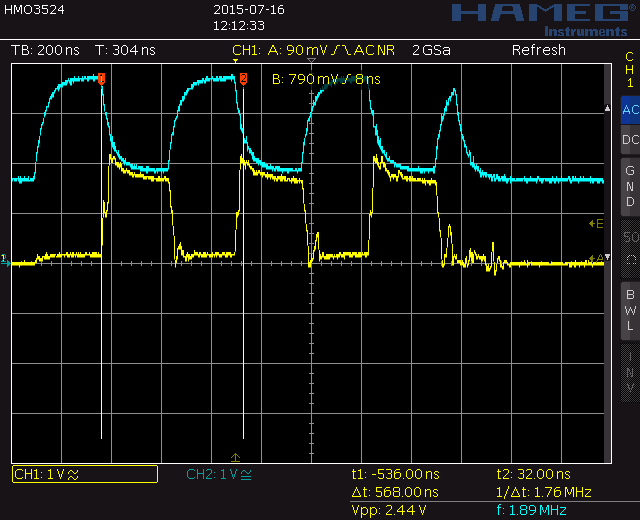 HMO3524
2015-07-16
12:12:33
HAMEG
Instruments
TB: 200 ns T: 304 ns CH1: A: 90 mV AC NR 2 GSa Refresh
B: 790 mV 8 ns
1 2
CH1
AC
DC
GND
50
Ω
BWL
INV
E
A
1
CH1: 1 V CH2: 1 V
t1: -536.00 ns t2: 32.00 ns
Δt: 568.00 ns 1/Δt: 1.76 MHz
Vpp: 2.44 V f: 1.89 MHz